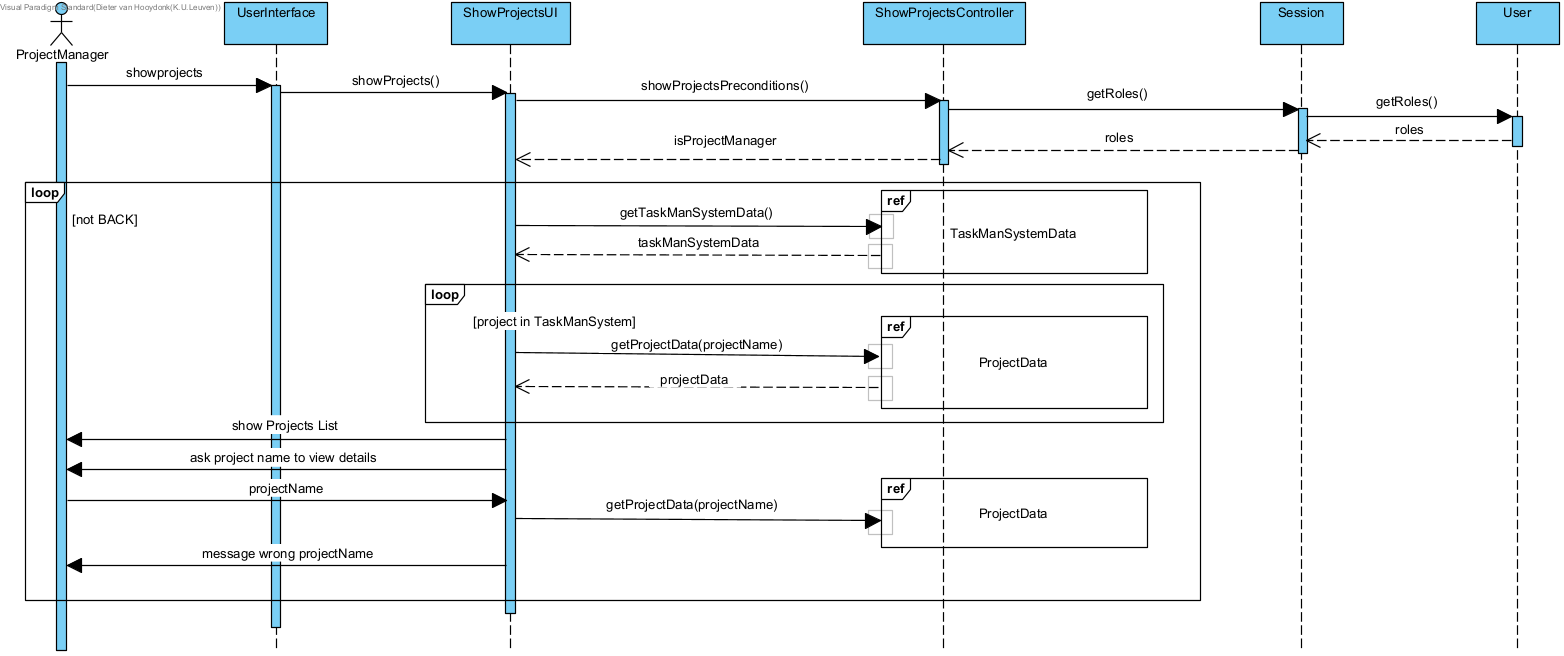 Visual Paradigm Standard(Dieter van Hooydonk(K.U.Leuven))
ProjectManager
UserInterface
ShowProjectsUI
ShowProjectsController
Session
User
showprojects
showProjects()
showProjectsPreconditions()
getRoles()
getRoles()
roles
roles
isProjectManager
loop
[not BACK]
ref
getTaskManSystemData()
TaskManSystemData
taskManSystemData
loop
[project in TaskManSystem]
ref
getProjectData(projectName)
ProjectData
projectData
show Projects List
ask project name to view details
projectName
ref
getProjectData(projectName)
ProjectData
message wrong projectName